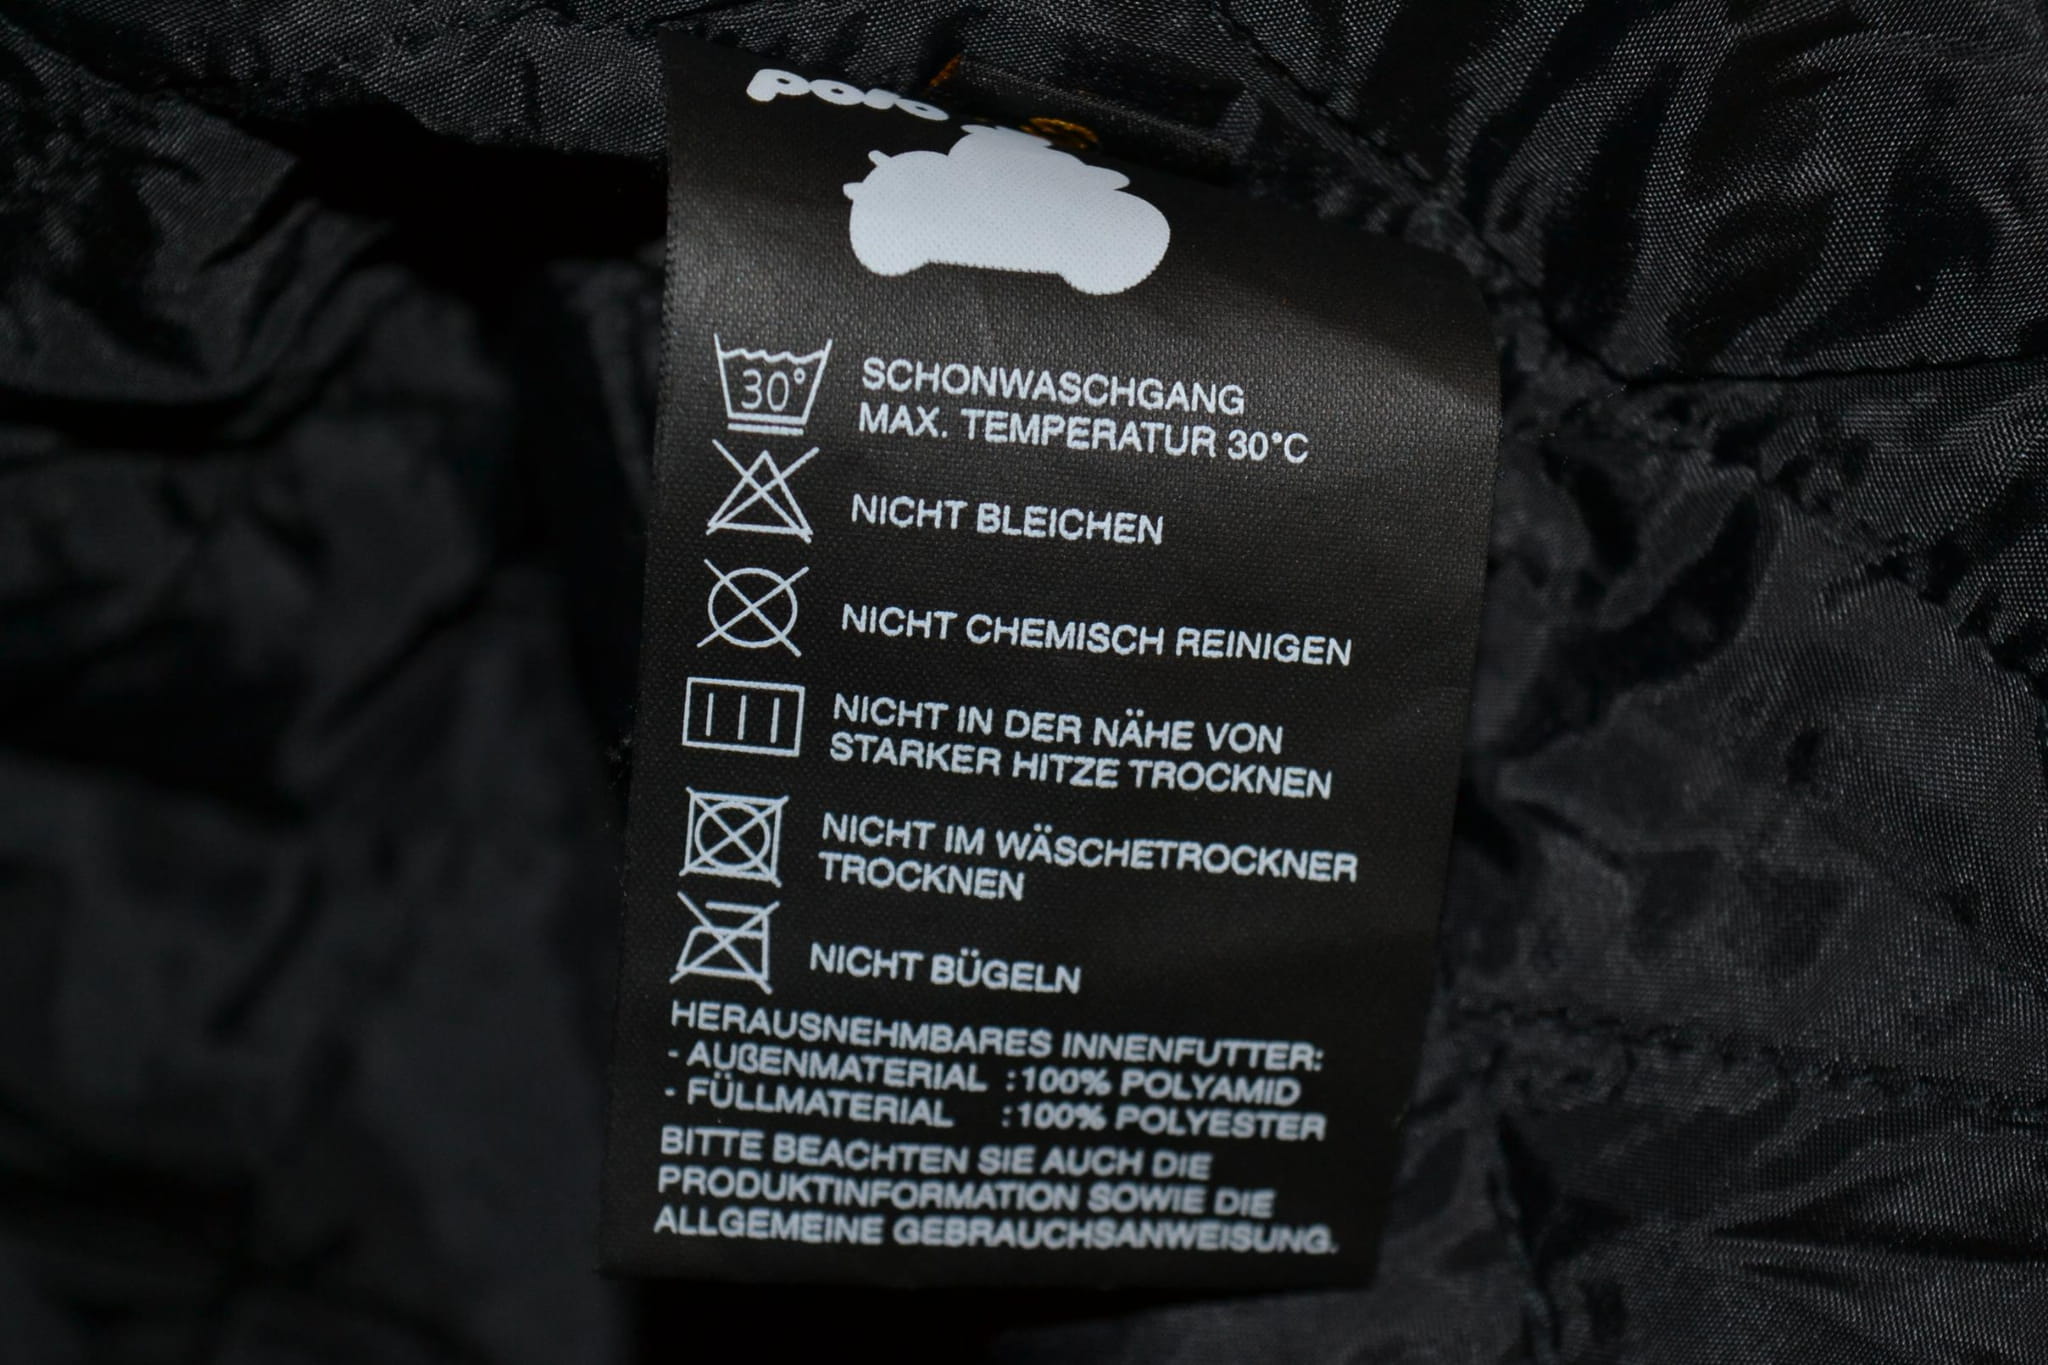 polo
30°
SCHONWASCHGANG
MAX. TEMPERATUR 30°C
NICHT BLEICHEN
NICHT CHEMISCH REINIGEN
NICHT IN DER NÄHE VON
STARKER HITZE TROCKNEN
NICHT IM WÄSCHETROCKNER
TROCKNEN
NICHT BÜGELN
HERAUSNEHMBARES INNENFUTTER:
- AUßENMATERIAL :100% POLYAMID
- FÜLLMATERIAL :100% POLYESTER
BITTE BEACHTEN SIE AUCH DIE
PRODUKTINFORMATION SOWIE DIE
ALLGEMEINE GEBRAUCHSANWEISUNG.